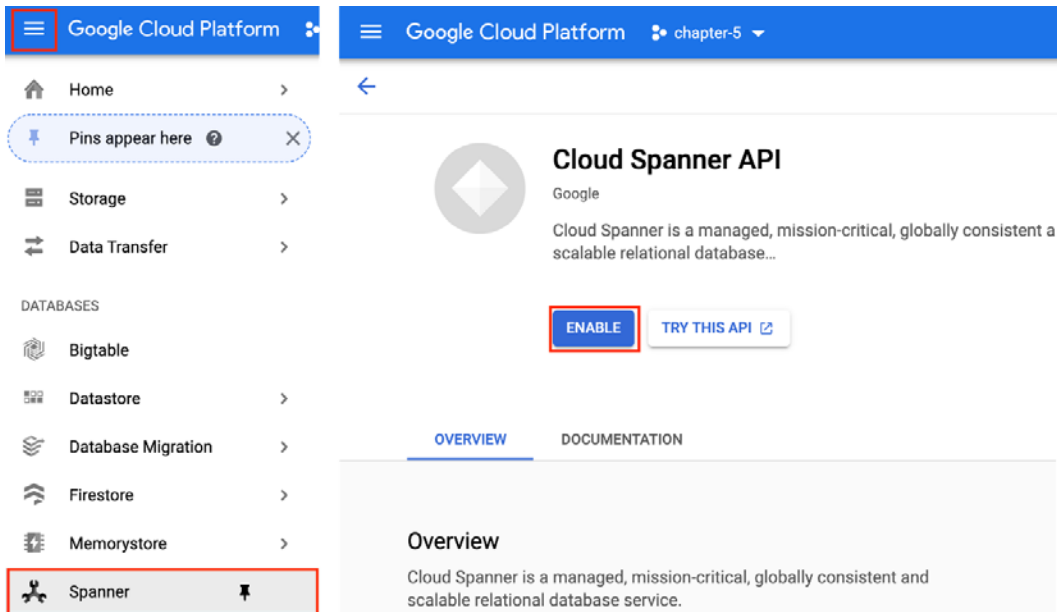 Google Cloud Platform
Home
Pins appear here
Storage
Data Transfer
DATABASES
Bigtable
Datastore
Database Migration
Firestore
Memorystore
Spanner
Google Cloud Platform chapter-5
Cloud Spanner API
Google
Cloud Spanner is a managed, mission-critical, globally consistent a
scalable relational database...
ENABLE TRY THIS API
OVERVIEW DOCUMENTATION
Overview
Cloud Spanner is a managed, mission-critical, globally consistent and
scalable relational database service.